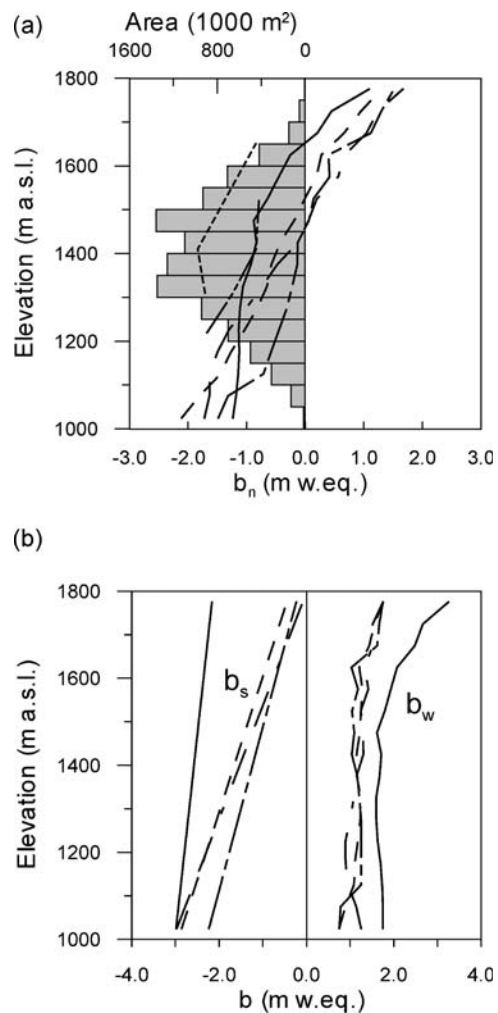 (a)
Area (1000 m²)
1600 800 0
1800
1600
1400
1200
1000
Elevation (m a.s.l.)
-3.0 -2.0 -1.0 0.0 1.0 2.0 3.0
bₙ (m w.eq.)
(b)
1800
1600
1400
1200
1000
Elevation (m a.s.l.)
bₛ
b_w
-4.0 -2.0 0.0 2.0 4.0
b (m w.eq.)